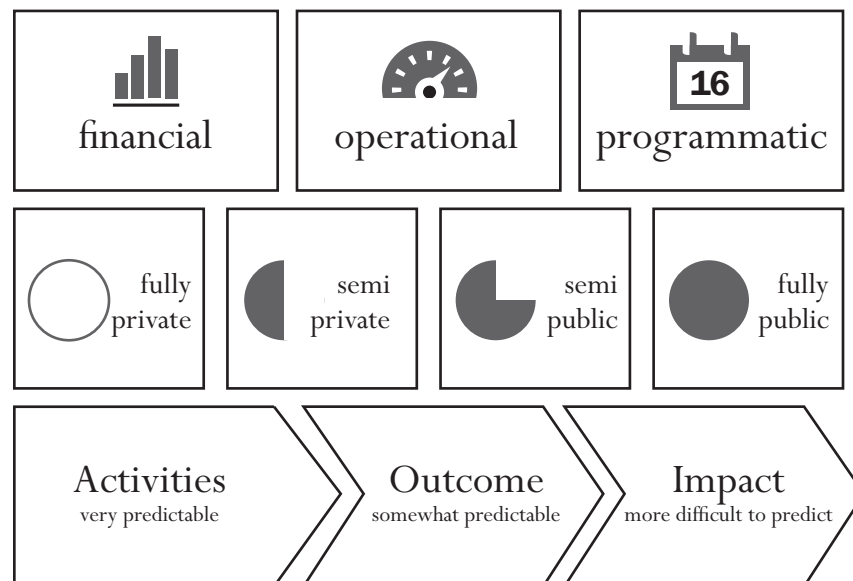 16
financial
operational
programmatic
fully
private
semi
private
semi
public
fully
public
Activities
very predictable
Outcome
somewhat predictable
Impact
more difficult to predict